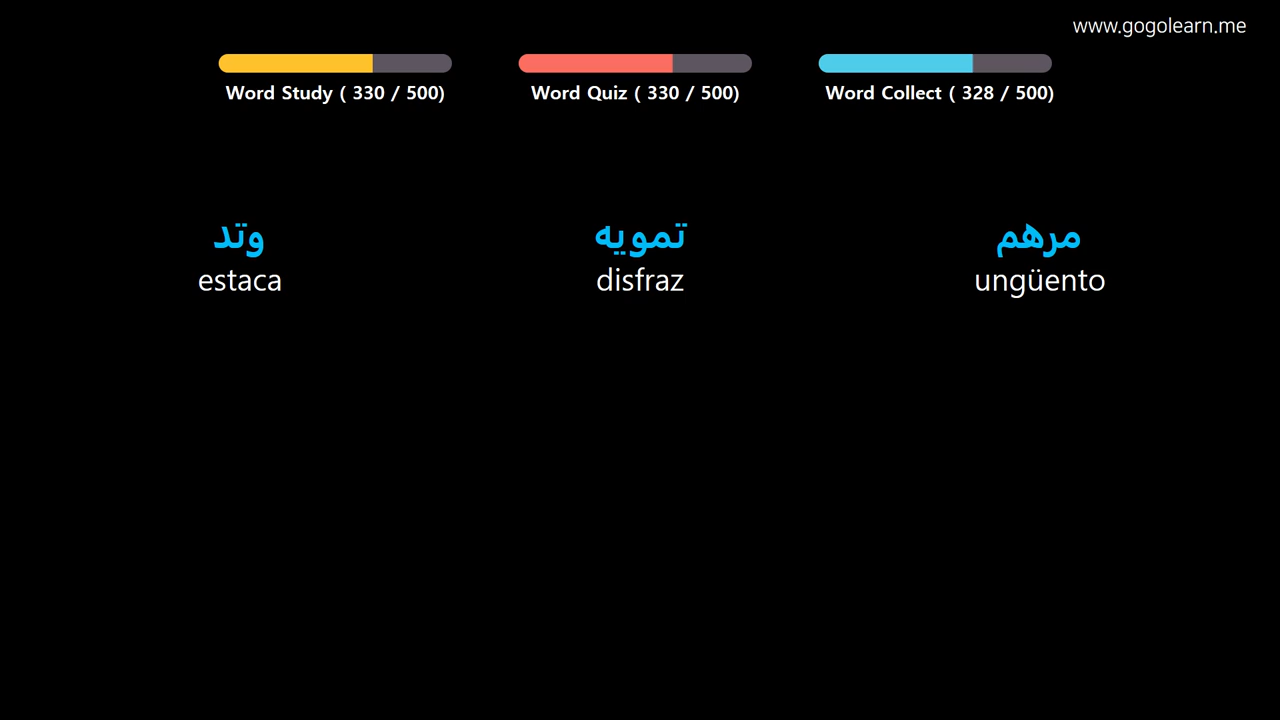 www.gogolearn.me
Word Study ( 330 / 500)
Word Quiz ( 330 / 500)
Word Collect ( 328 / 500)
وتد
estaca
تمويه
disfraz
مرهم
ungüento